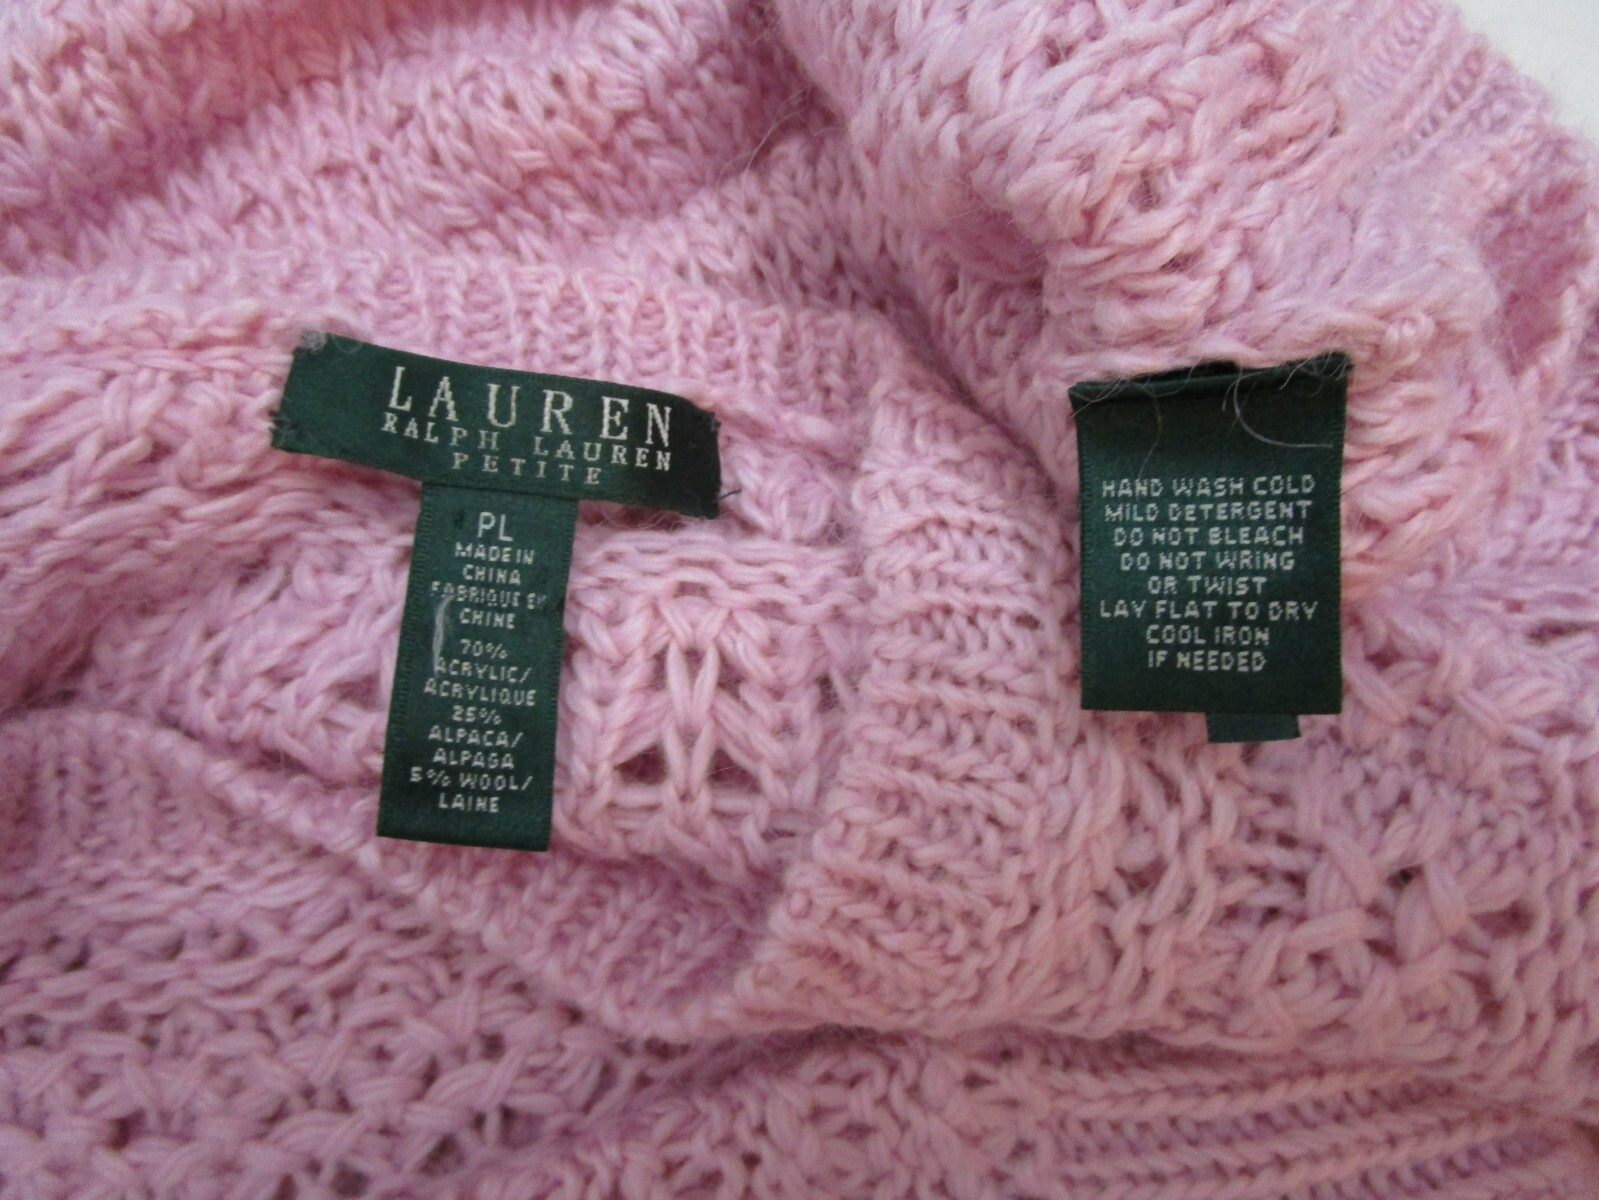 LAUREN
RALPH LAUREN
PETITE
PL
MADE IN
CHINA
FABRIQUE EN
CHINE
70%
ACRYLIC/
ACRYLIQUE
25%
ALPACA/
ALPAGA
5% WOOL/
LAINE
HAND WASH COLD
MILD DETERGENT
DO NOT BLEACH
DO NOT WRING
OR TWIST
LAY FLAT TO DRY
COOL IRON
IF NEEDED